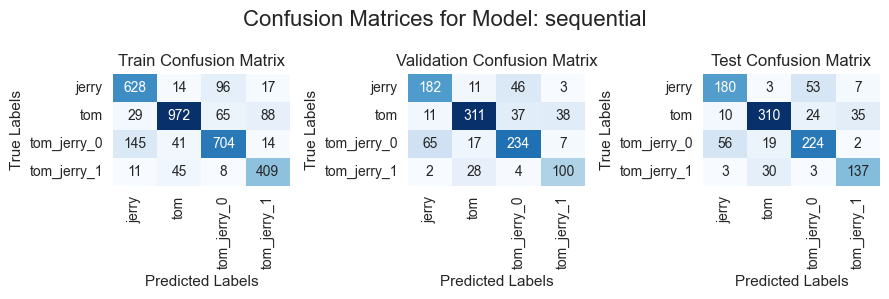 Confusion Matrices for Model: sequential
Train Confusion Matrix
True Labels
jerry 628 14 96 17
tom 29 972 65 88
tom_jerry_0 145 41 704 14
tom_jerry_1 11 45 8 409
jerry tom tom_jerry_0 tom_jerry_1
Predicted Labels
Validation Confusion Matrix
True Labels
jerry 182 11 46 3
tom 11 311 37 38
tom_jerry_0 65 17 234 7
tom_jerry_1 2 28 4 100
jerry tom tom_jerry_0 tom_jerry_1
Predicted Labels
Test Confusion Matrix
True Labels
jerry 180 3 53 7
tom 10 310 24 35
tom_jerry_0 56 19 224 2
tom_jerry_1 3 30 3 137
jerry tom tom_jerry_0 tom_jerry_1
Predicted Labels